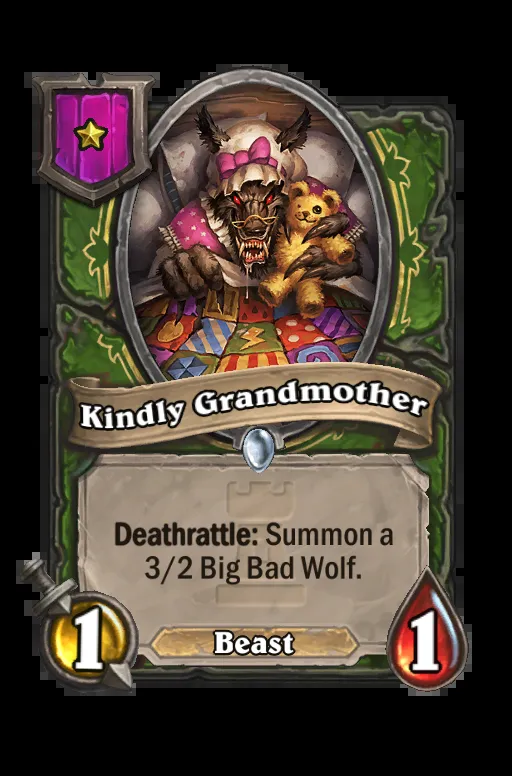 Kindly Grandmother
Deathrattle: Summon a
3/2 Big Bad Wolf.
1
Beast
1